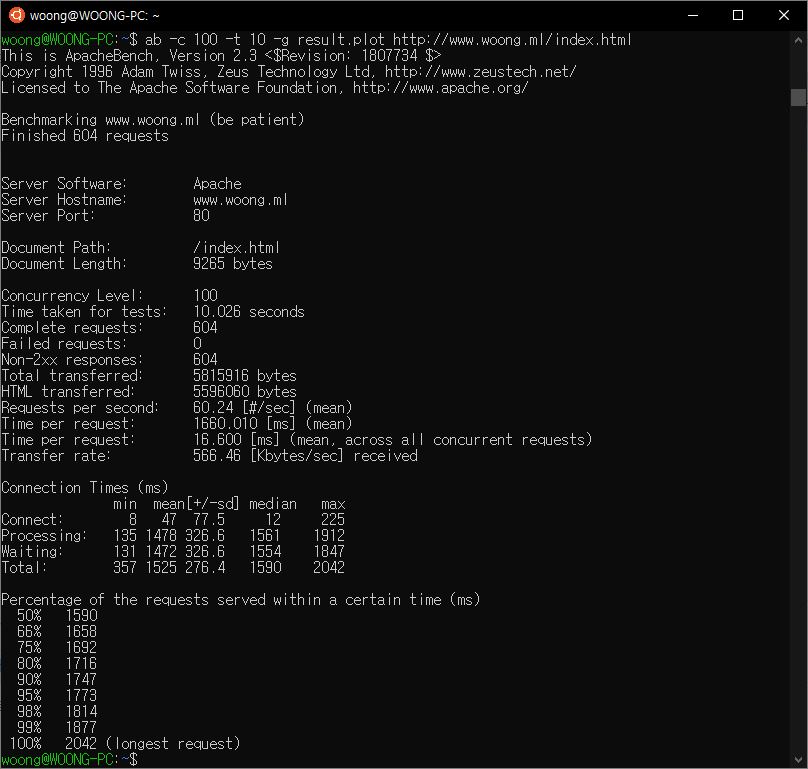 woong@WOONG-PC: ~
woong@WOONG-PC:~$ ab -c 100 -t 10 -g result.plot http://www.woong.ml/index.html
This is ApacheBench, Version 2.3 <$Revision: 1807734 $>
Copyright 1996 Adam Twiss, Zeus Technology Ltd, http://www.zeustech.net/
Licensed to The Apache Software Foundation, http://www.apache.org/

Benchmarking www.woong.ml (be patient)
Finished 604 requests


Server Software:        Apache
Server Hostname:        www.woong.ml
Server Port:            80

Document Path:          /index.html
Document Length:        9265 bytes

Concurrency Level:      100
Time taken for tests:   10.026 seconds
Complete requests:      604
Failed requests:        0
Non-2xx responses:      604
Total transferred:      5815916 bytes
HTML transferred:       5596060 bytes
Requests per second:    60.24 [#/sec] (mean)
Time per request:       1660.010 [ms] (mean)
Time per request:       16.600 [ms] (mean, across all concurrent requests)
Transfer rate:          566.46 [Kbytes/sec] received

Connection Times (ms)
              min  mean[+/-sd] median   max
Connect:        8   47  77.5     12     225
Processing:   135 1478 326.6   1561    1912
Waiting:      131 1472 326.6   1554    1847
Total:        357 1525 276.4   1590    2042

Percentage of the requests served within a certain time (ms)
  50%   1590
  66%   1658
  75%   1692
  80%   1716
  90%   1747
  95%   1773
  98%   1814
  99%   1877
 100%   2042 (longest request)
woong@WOONG-PC:~$